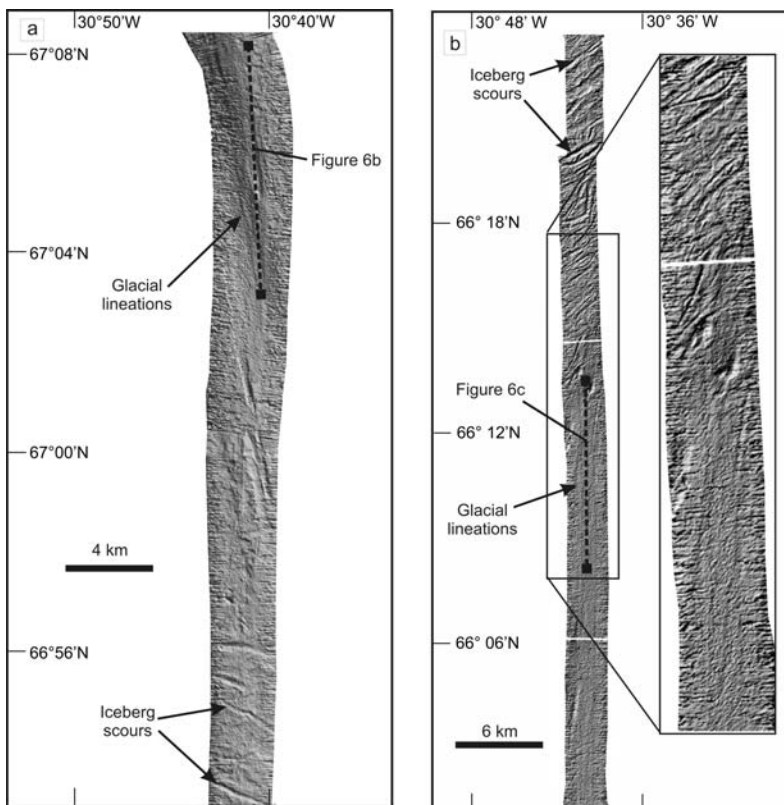 a
30°50' W
30°40' W
67°08'N
Figure 6b
67°04'N
Glacial
lineations
67°00'N
4 km
66°56'N
Iceberg
scours
b
30° 48' W
30° 36' W
Iceberg
scours
66° 18'N
Figure 6c
66° 12'N
Glacial
lineations
66° 06'N
6 km